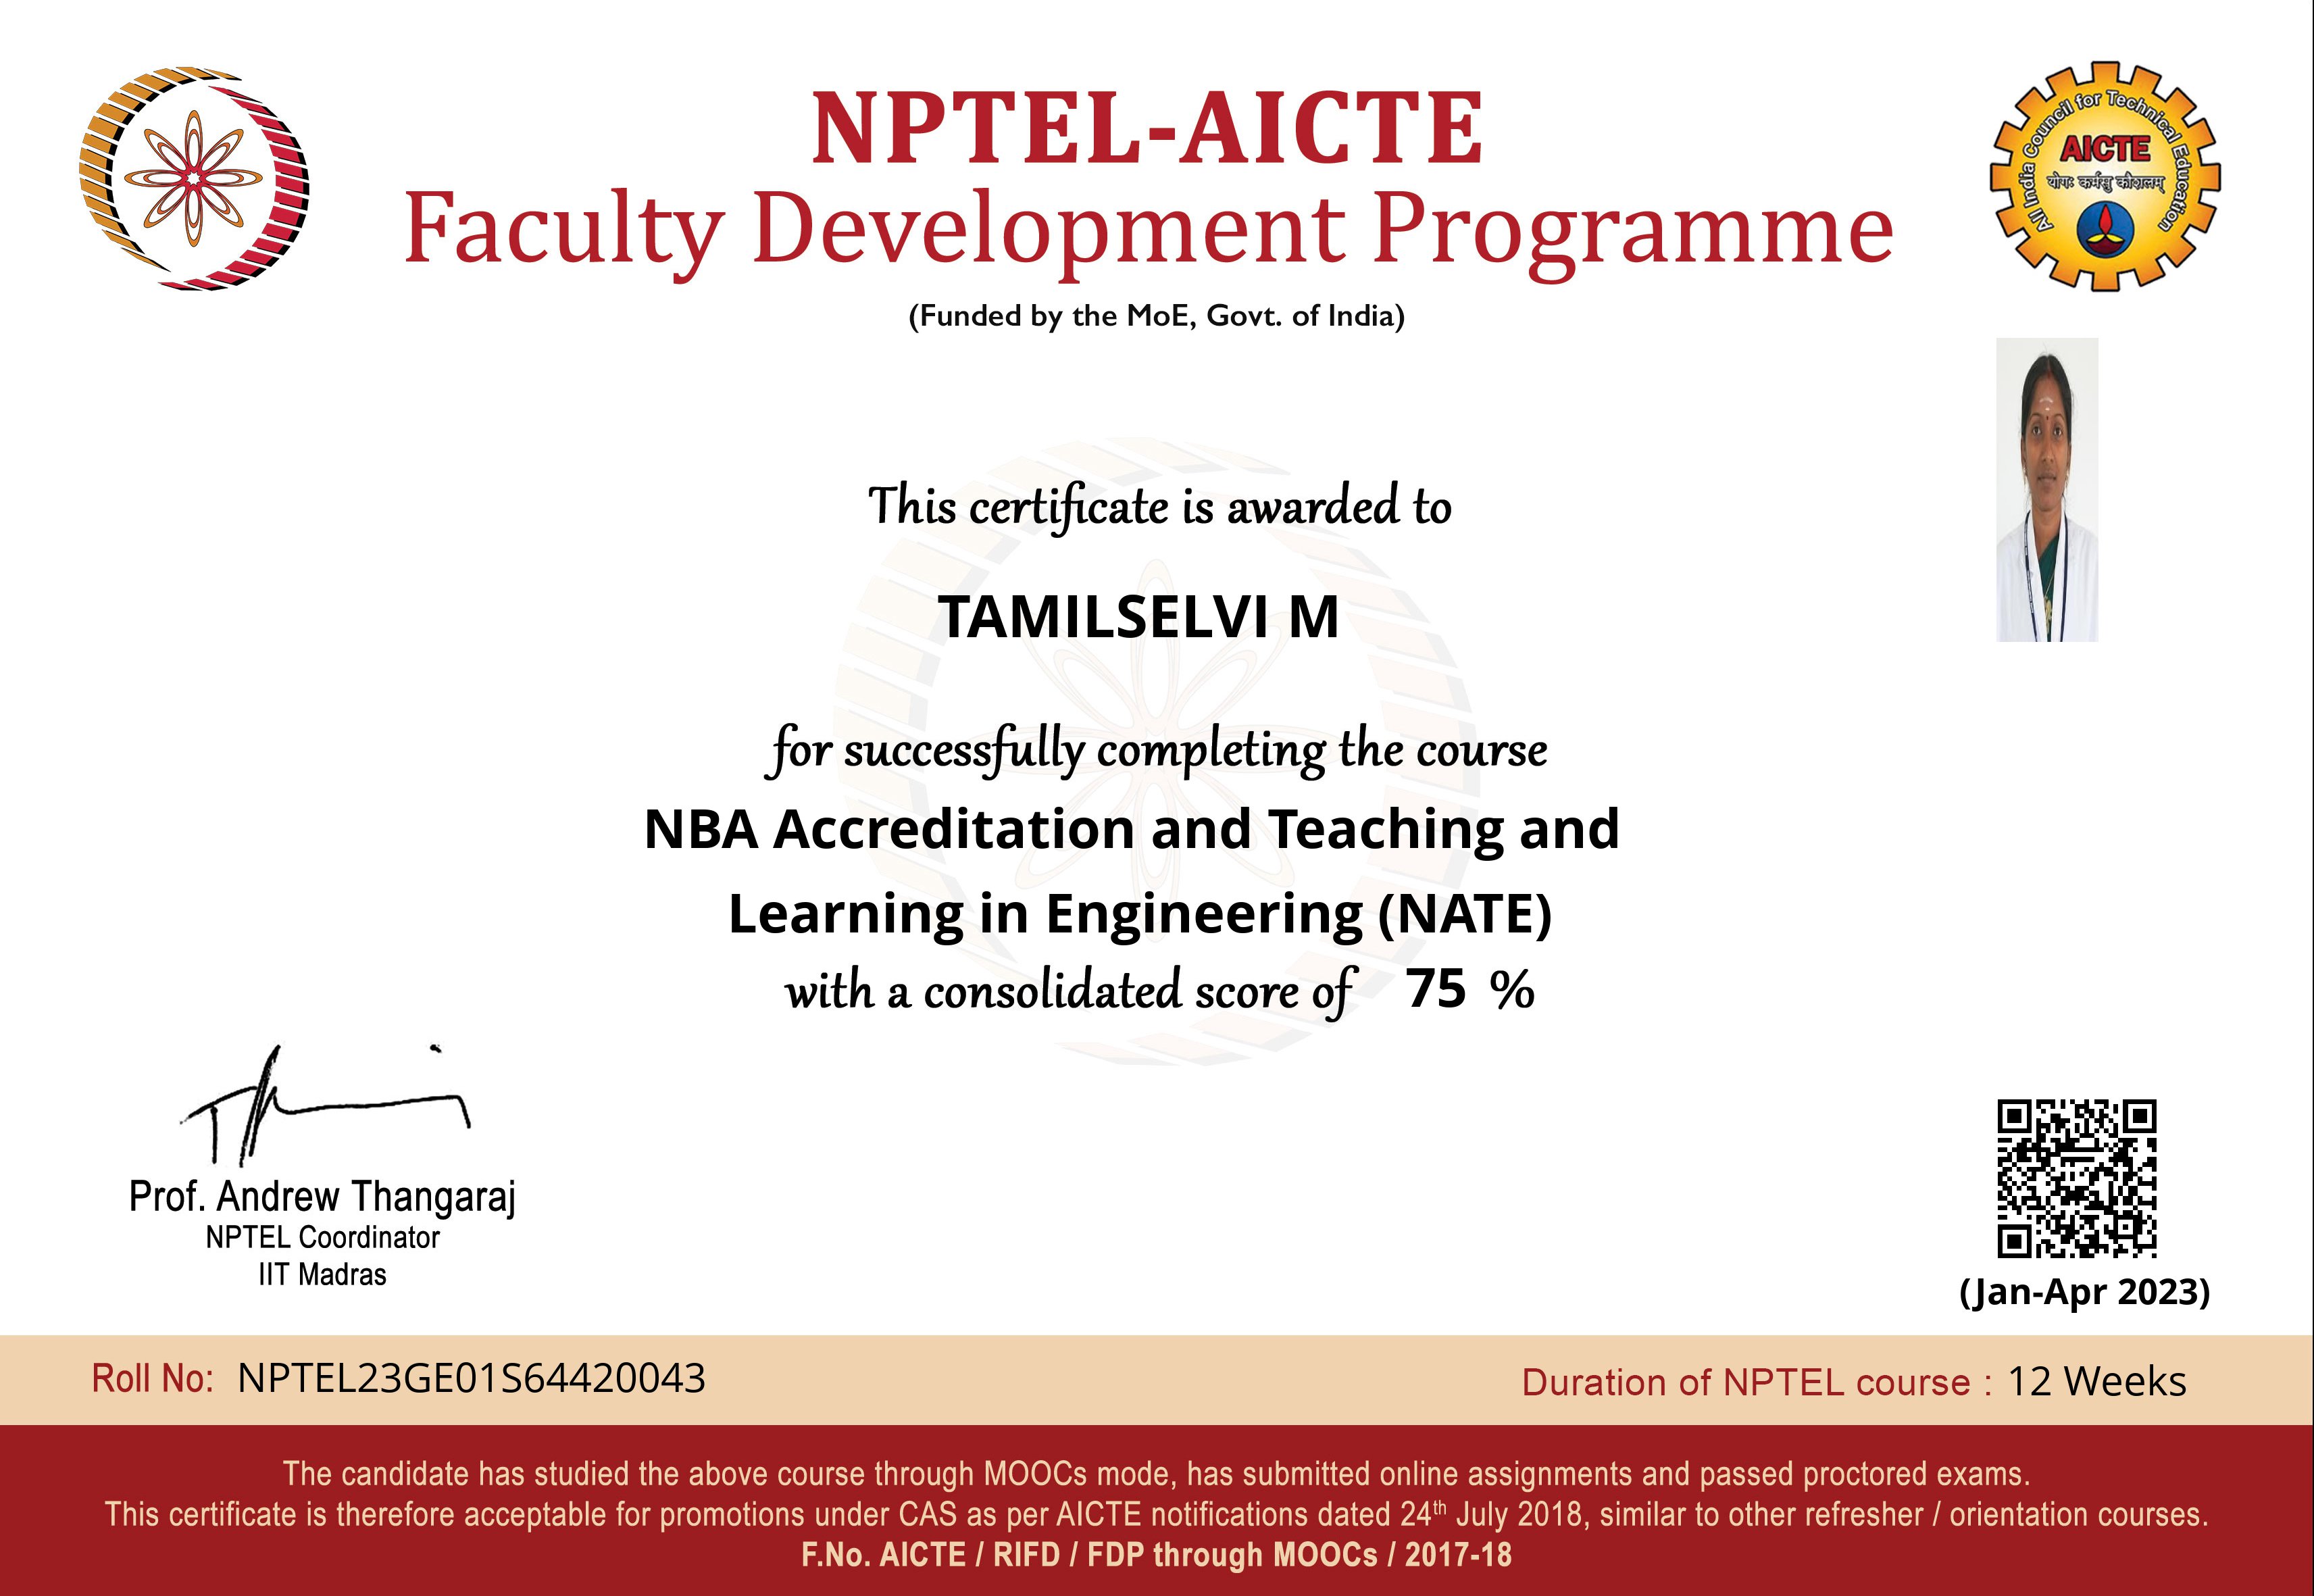 NPTEL-AICTE
Faculty Development Programme
(Funded by the MoE, Govt. of India)
All India Council for Technical Education
AICTE
योगः कर्मसु कौशलम्
This certificate is awarded to
TAMILSELVI M
for successfully completing the course
NBA Accreditation and Teaching and
Learning in Engineering (NATE)
with a consolidated score of 75 %
Prof. Andrew Thangaraj
NPTEL Coordinator
IIT Madras
(Jan-Apr 2023)
Roll No: NPTEL23GE01S64420043
Duration of NPTEL course : 12 Weeks
The candidate has studied the above course through MOOCs mode, has submitted online assignments and passed proctored exams.
This certificate is therefore acceptable for promotions under CAS as per AICTE notifications dated 24th July 2018, similar to other refresher / orientation courses.
F.No. AICTE / RIFD / FDP through MOOCs / 2017-18